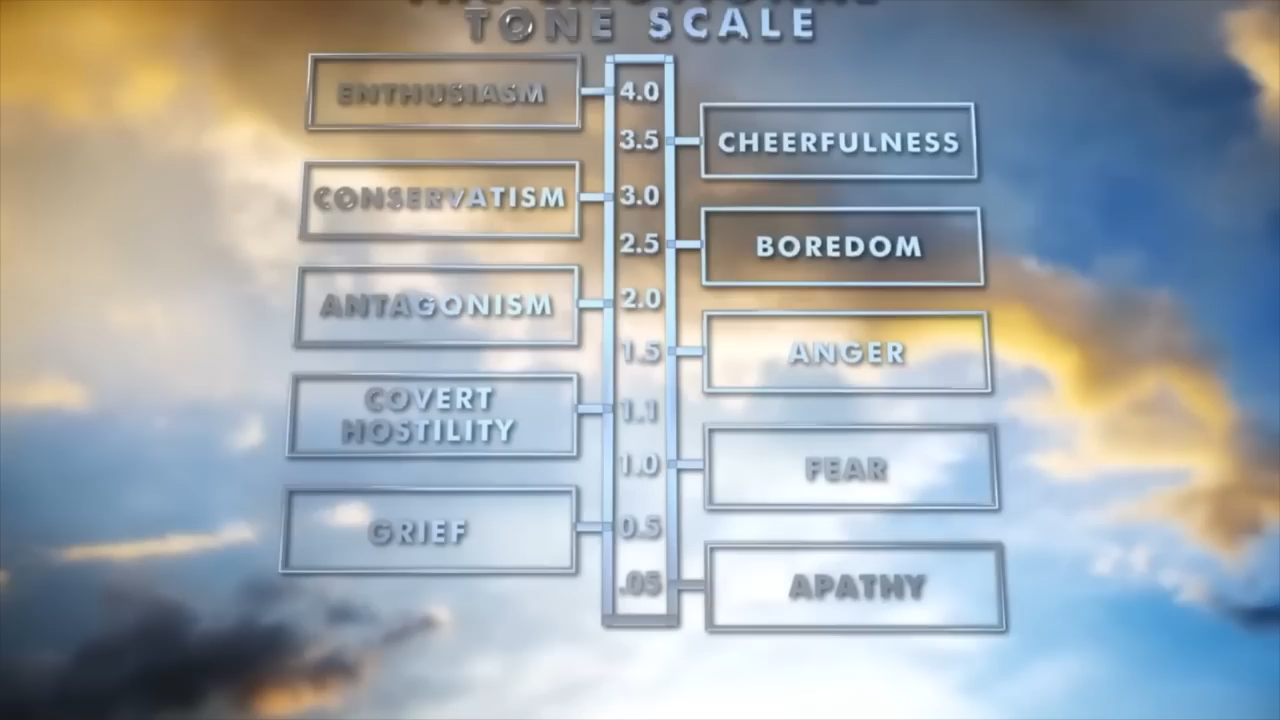 TONE SCALE
ENTHUSIASM
4.0
3.5
CHEERFULNESS
CONSERVATISM
3.0
2.5
BOREDOM
ANTAGONISM
2.0
1.5
ANGER
COVERT
HOSTILITY
1.1
1.0
FEAR
GRIEF
0.5
.05
APATHY